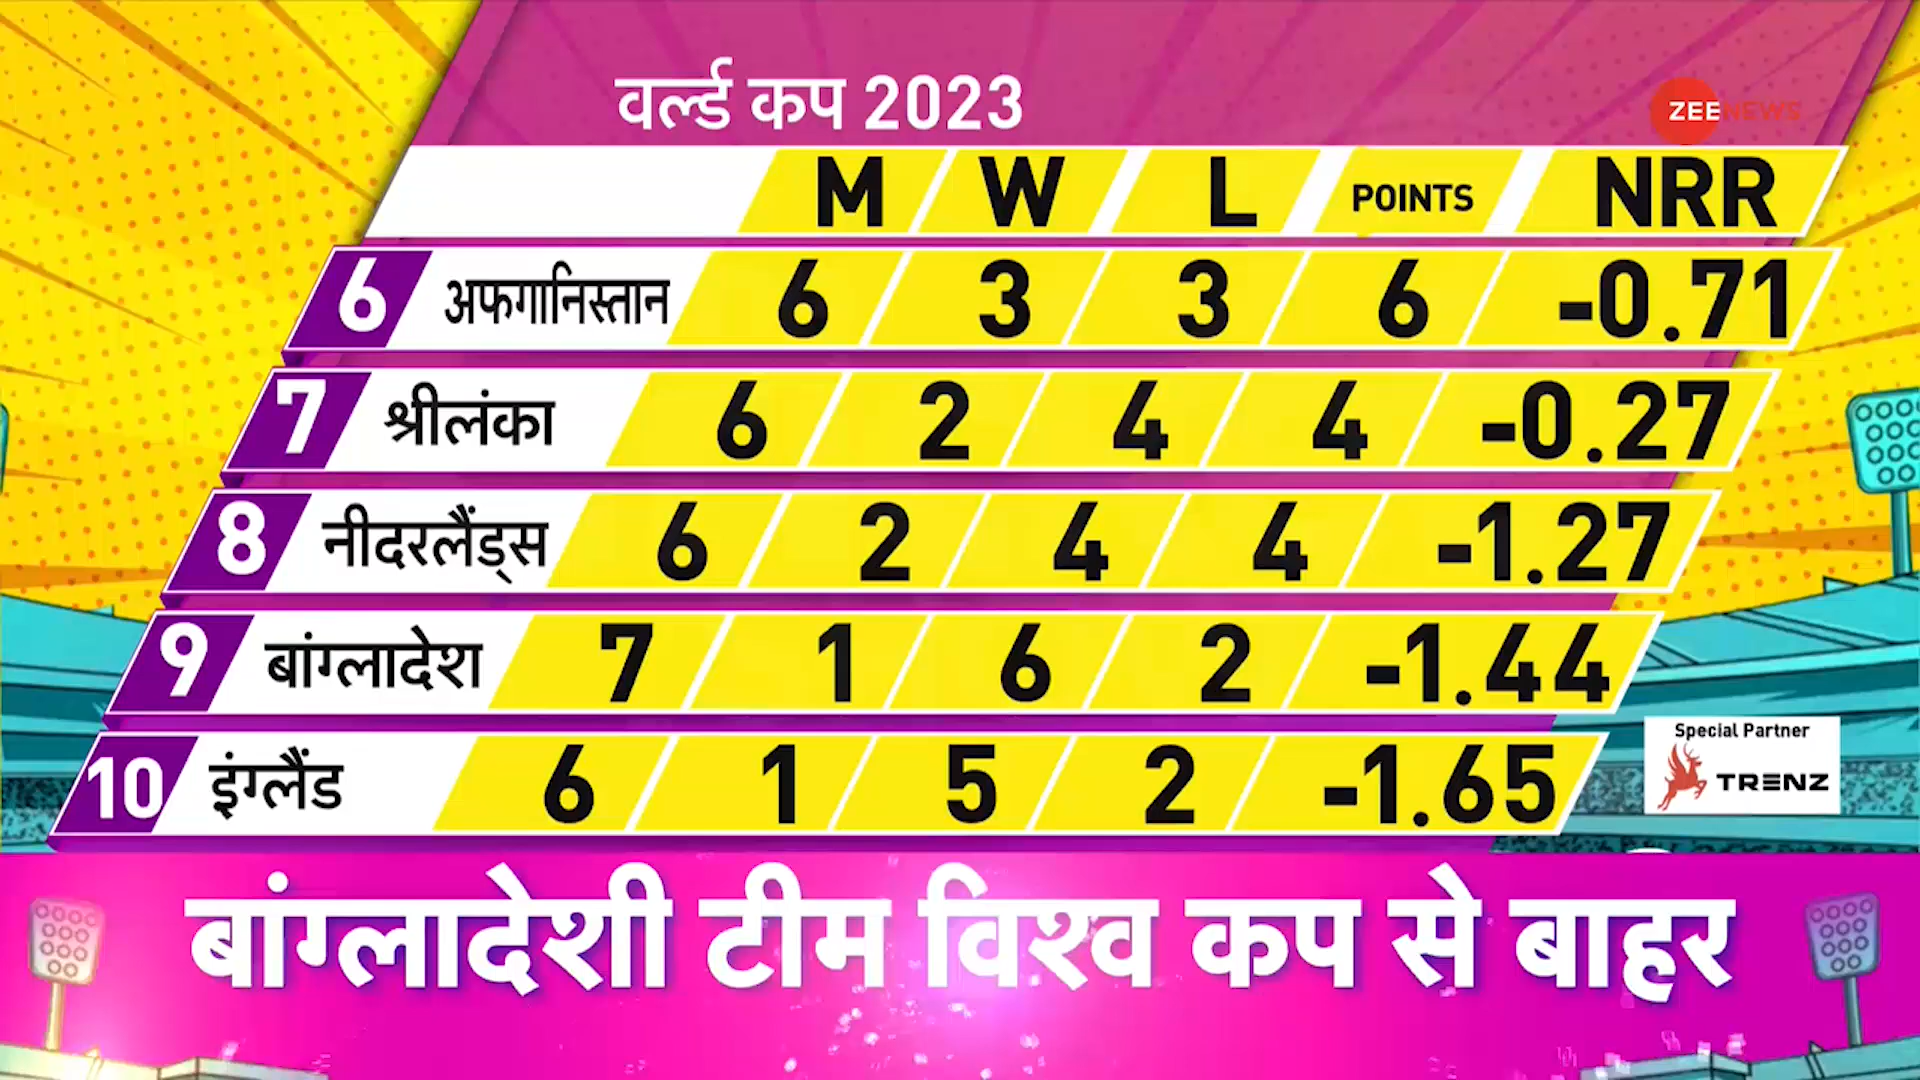 वर्ल्ड कप 2023
ZEE NEWS
M W L POINTS NRR
6 अफगानिस्तान 6 3 3 6 -0.71
7 श्रीलंका 6 2 4 4 -0.27
8 नीदरलैंड्स 6 2 4 4 -1.27
9 बांग्लादेश 7 1 6 2 -1.44
10 इंग्लैंड 6 1 5 2 -1.65
Special Partner
TRENZ
बांग्लादेशी टीम विश्व कप से बाहर